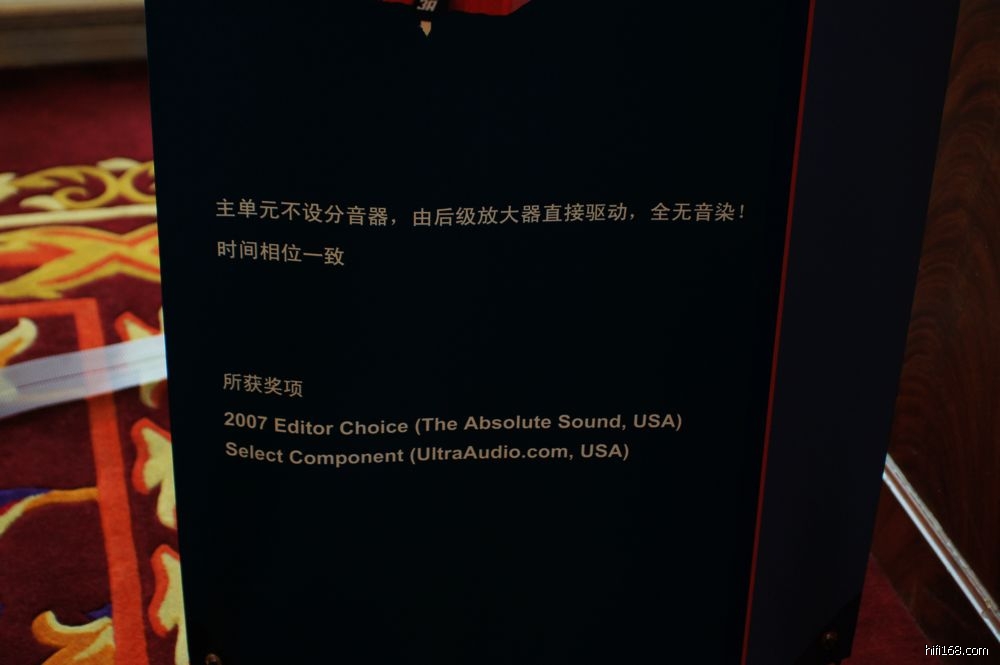 主单元不设分音器，由后级放大器直接驱动，全无音染！
时间相位一致
所获奖项
2007 Editor Choice (The Absolute Sound, USA)
Select Component (UltraAudio.com, USA)
hifi168.com